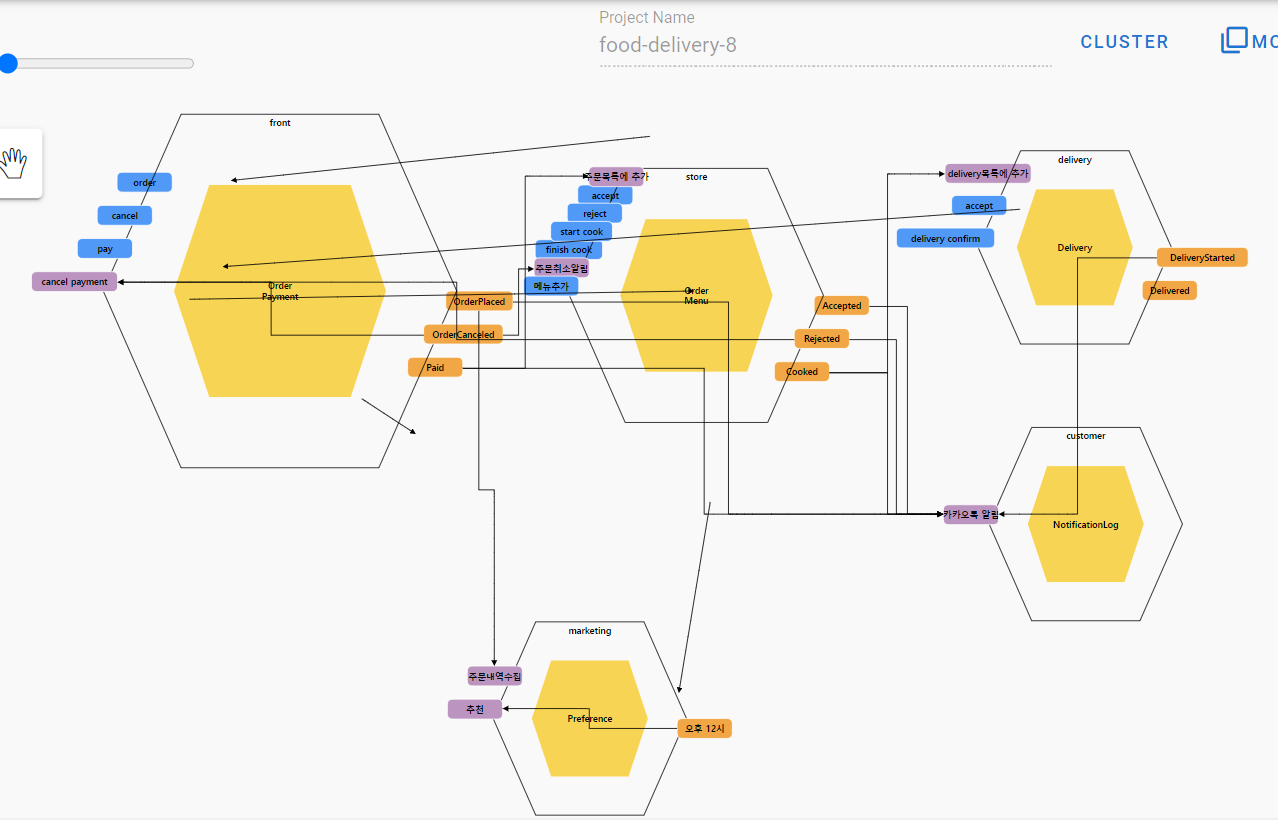 Project Name
food-delivery-8
CLUSTER
MO
front
order
cancel
pay
cancel payment
Order
Payment
OrderPlaced
OrderCanceled
Paid
store
주문목록에 추가
accept
reject
start cook
finish cook
주문취소알림
메뉴추가
Order
Menu
Accepted
Rejected
Cooked
delivery
delivery목록에 추가
accept
delivery confirm
Delivery
DeliveryStarted
Delivered
customer
카카오톡 알림
NotificationLog
marketing
주문내역수집
추천
Preference
오후 12시